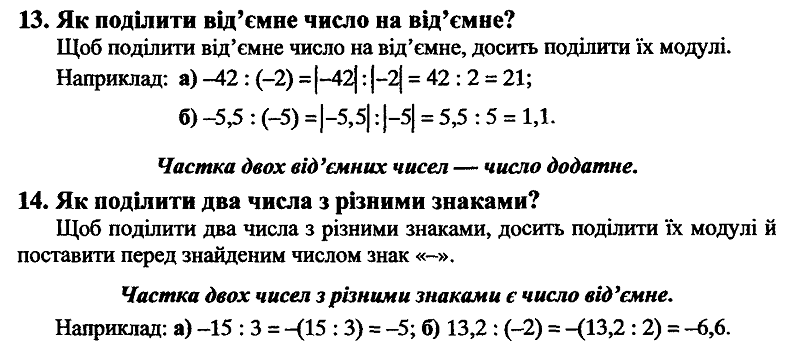 13. Як поділити від’ємне число на від’ємне?
Щоб поділити від’ємне число на від’ємне, досить поділити їх модулі.
Наприклад: а) –42 : (–2) = |–42| : |–2| = 42 : 2 = 21;
б) –5,5 : (–5) = |–5,5| : |–5| = 5,5 : 5 = 1,1.
Частка двох від’ємних чисел — число додатне.
14. Як поділити два числа з різними знаками?
Щоб поділити два числа з різними знаками, досить поділити їх модулі й
поставити перед знайденим числом знак «–».
Частка двох чисел з різними знаками є число від’ємне.
Наприклад: а) –15 : 3 = –(15 : 3) = –5; б) 13,2 : (–2) = –(13,2 : 2) = –6,6.